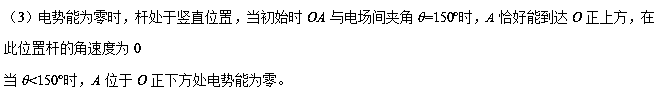 （3）电势能为零时，杆处于竖直位置，当初始时 OA 与电场间夹角 θ=150°时，A 恰好能到达 O 正上方，在
此位置杆的角速度为 0
当 θ<150°时，A 位于 O 正下方处电势能为零。